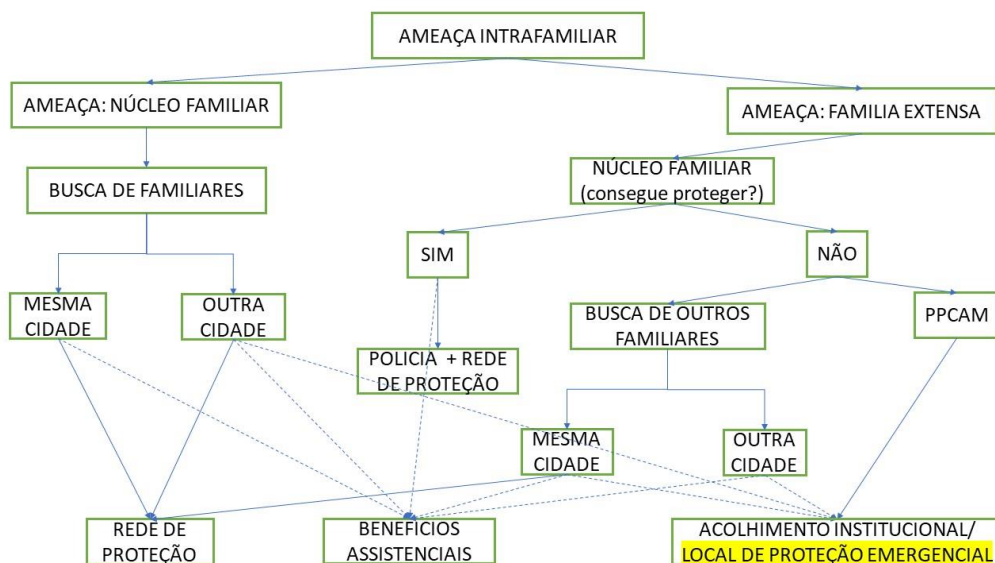 AMEAÇA INTRAFAMILIAR
AMEAÇA: NÚCLEO FAMILIAR
AMEAÇA: FAMILIA EXTENSA
BUSCA DE FAMILIARES
NÚCLEO FAMILIAR
(consegue proteger?)
SIM
NÃO
MESMA
CIDADE
OUTRA
CIDADE
BUSCA DE OUTROS
FAMILIARES
PPCAM
POLICIA + REDE
DE PROTEÇÃO
MESMA
CIDADE
OUTRA
CIDADE
REDE DE
PROTEÇÃO
BENEFÍCIOS
ASSISTENCIAIS
ACOLHIMENTO INSTITUCIONAL/
LOCAL DE PROTEÇÃO EMERGENCIAL